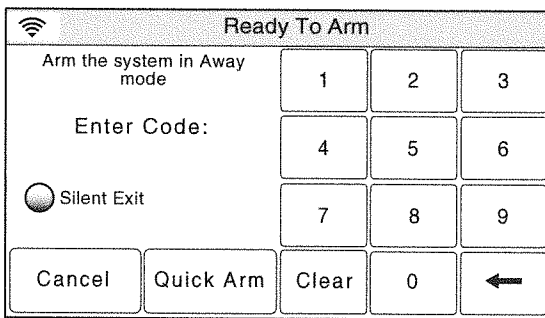 Ready To Arm
Arm the system in Away
mode
Enter Code:
Silent Exit
1 2 3
4 5 6
7 8 9
Cancel Quick Arm Clear 0